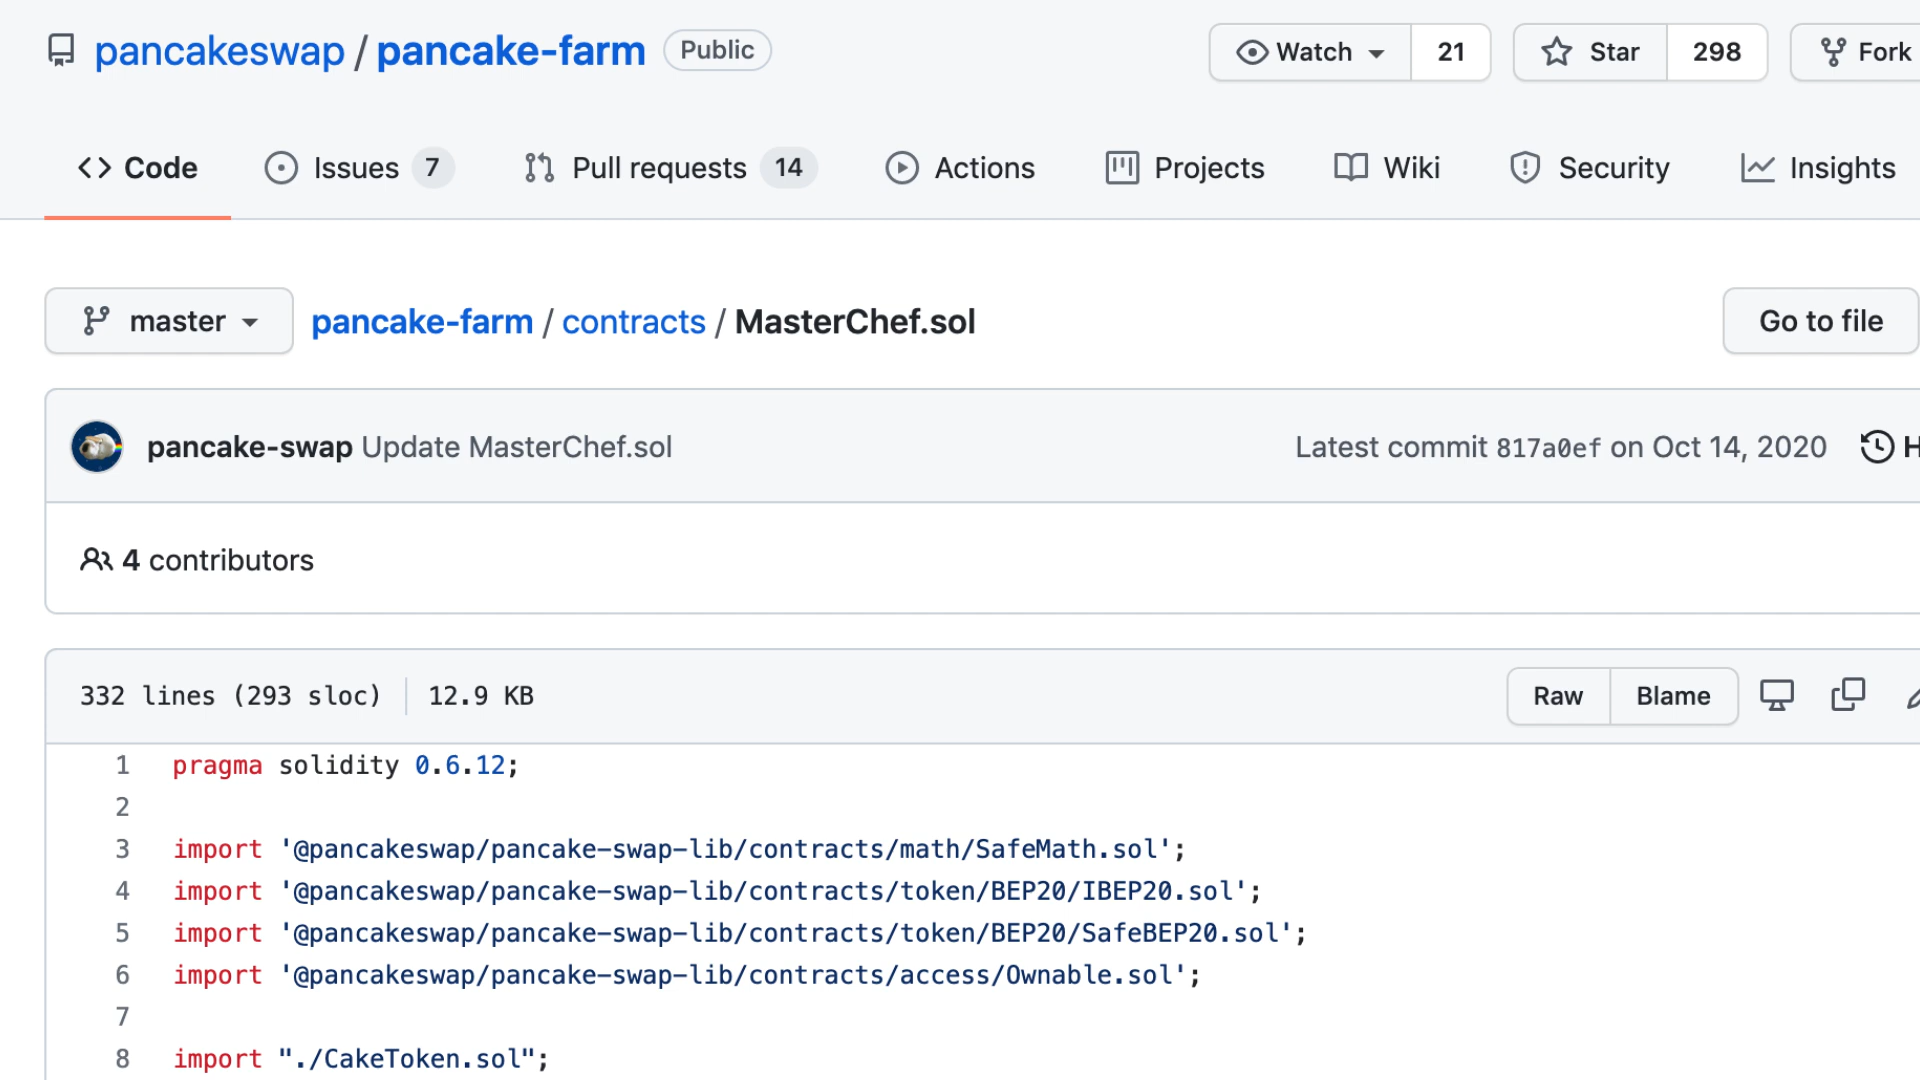 pancakeswap / pancake-farm Public Watch 21 Star 298 Fork
Code Issues 7 Pull requests 14 Actions Projects Wiki Security Insights
master pancake-farm / contracts / MasterChef.sol Go to file
pancake-swap Update MasterChef.sol Latest commit 817a0ef on Oct 14, 2020 H
4 contributors
332 lines (293 sloc) 12.9 KB Raw Blame
1 pragma solidity 0.6.12;
2
3 import '@pancakeswap/pancake-swap-lib/contracts/math/SafeMath.sol';
4 import '@pancakeswap/pancake-swap-lib/contracts/token/BEP20/IBEP20.sol';
5 import '@pancakeswap/pancake-swap-lib/contracts/token/BEP20/SafeBEP20.sol';
6 import '@pancakeswap/pancake-swap-lib/contracts/access/Ownable.sol';
7
8 import "./CakeToken.sol";